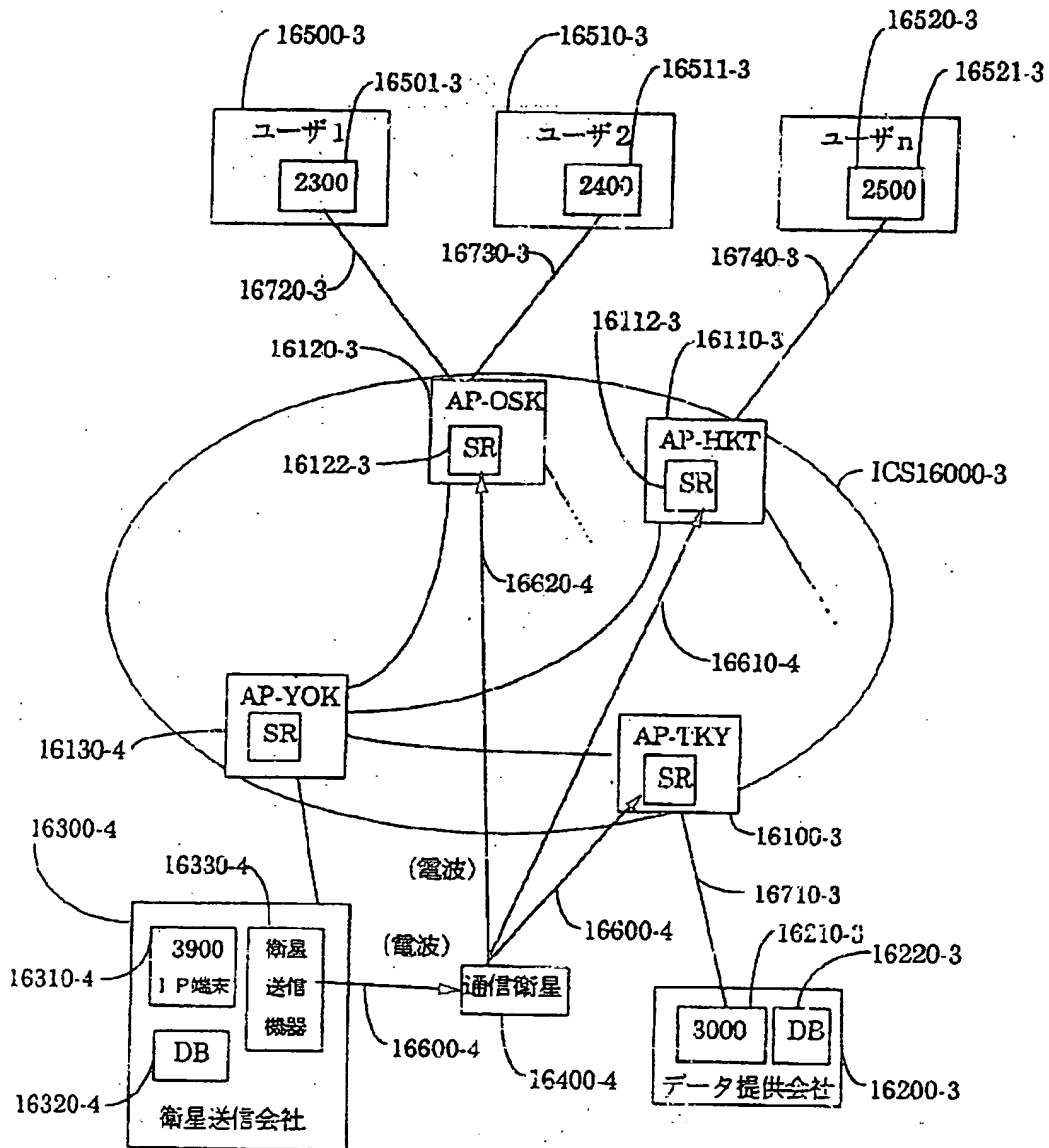 16500-3
16510-3
16520-3
16501-3
16511-3
16521-3
ユーザ1
ユーザ2
ユーザn
2300
2400
2500
16720-3
16730-3
16740-3
16112-3
16120-3
16110-3
AP-OSK
AP-HKT
SR
SR
16122-3
ICS16000-3
16620-4
16610-4
AP-YOK
SR
AP-TKY
SR
16130-4
16300-4
16330-4
(電波)
16100-3
16710-3
(電波)
16600-4
16210-3
16220-3
3900
IP端末
衛星
送信
機器
16310-4
通信衛星
3000
DB
DB
16600-4
16400-4
データ提供会社
16200-3
16320-4
衛星送信会社